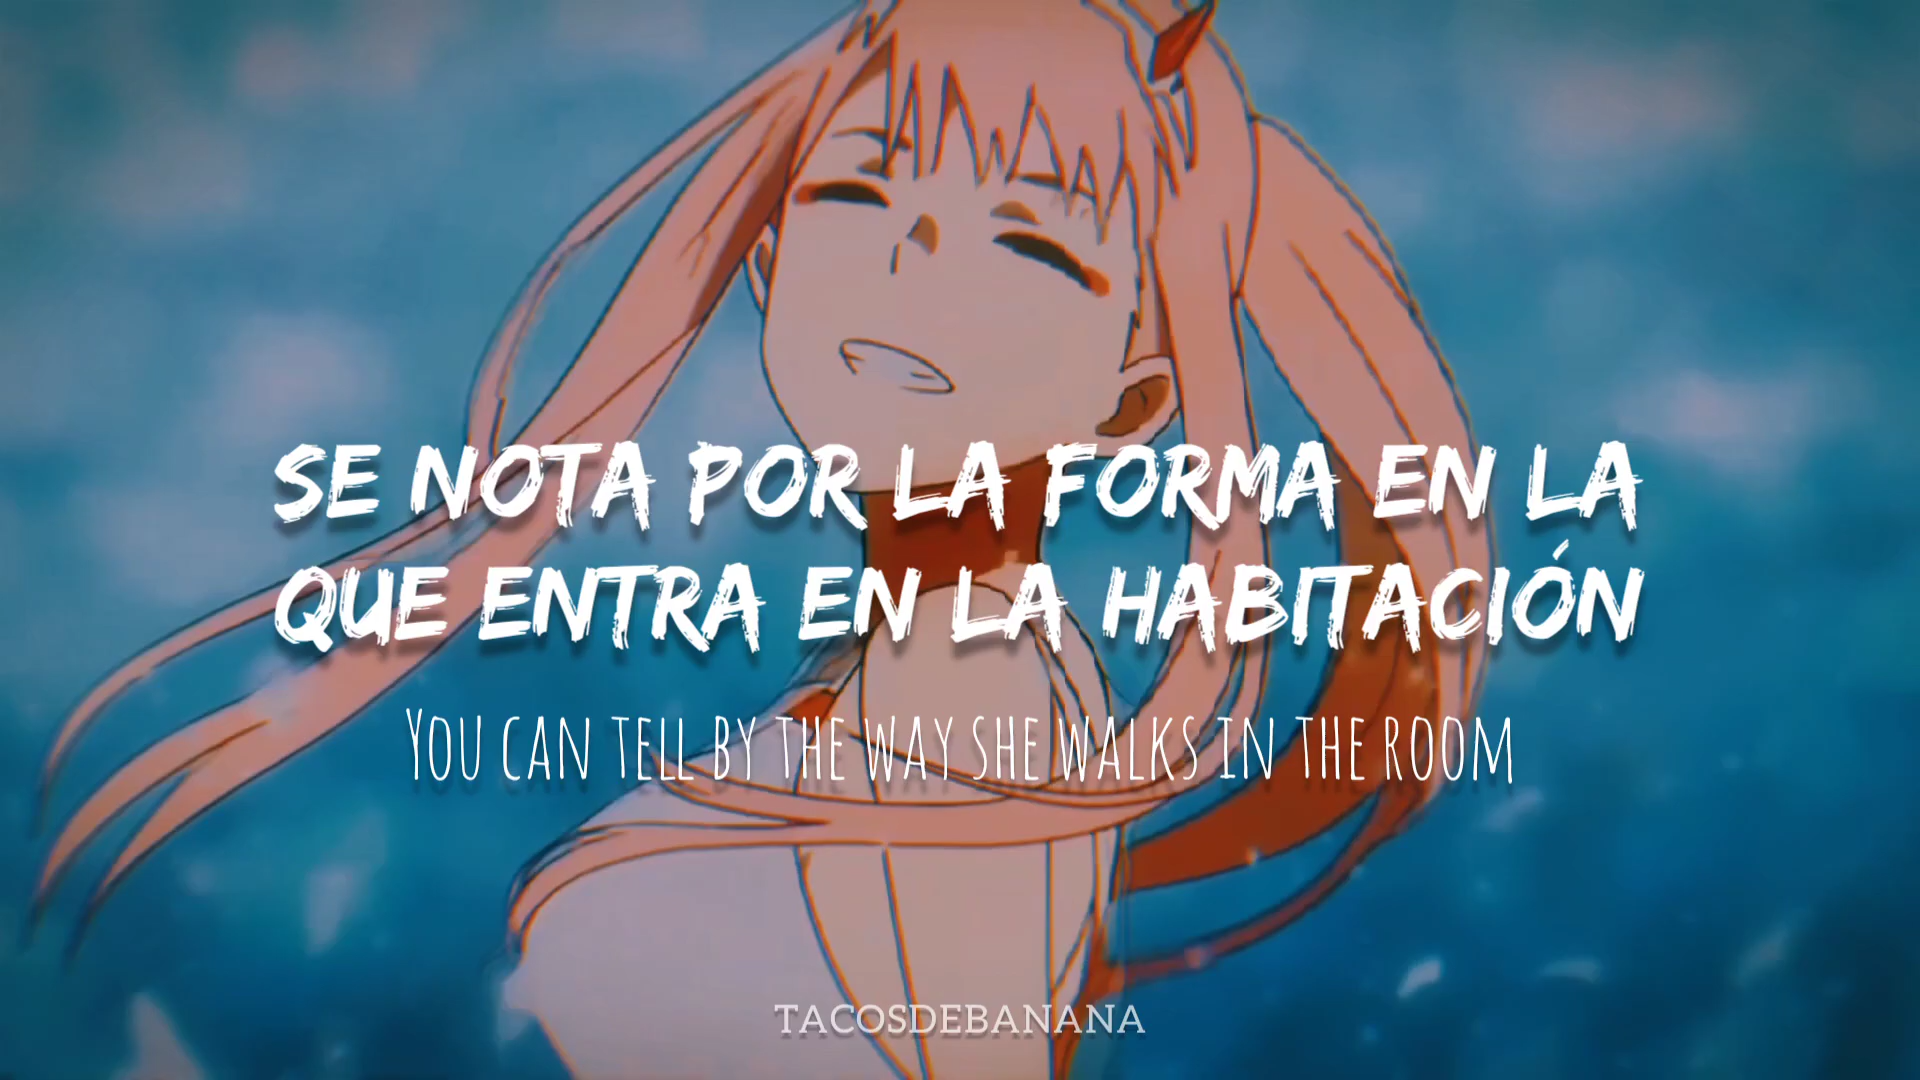 SE NOTA POR LA FORMA EN LA
QUE ENTRA EN LA HABITACIÓN
YOU CAN TELL BY THE WAY SHE WALKS IN THE ROOM
TACOSDEBANANA